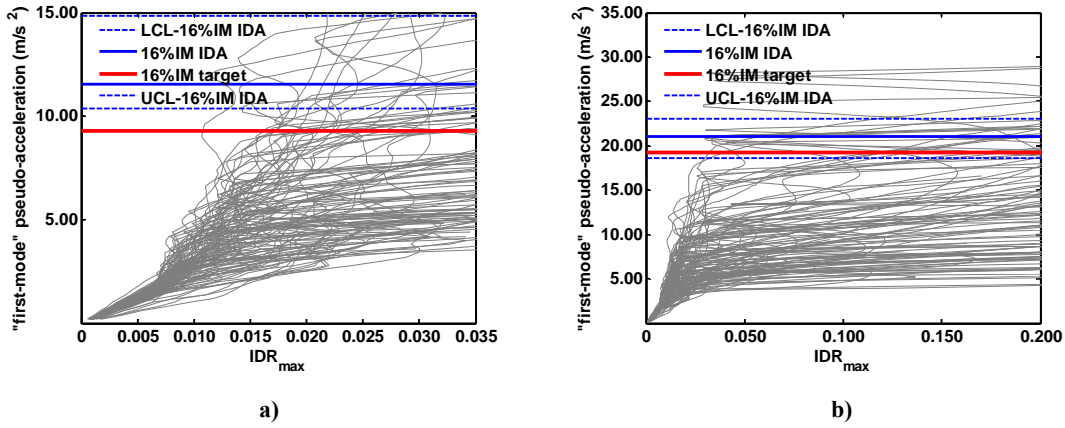 15.00
10.00
5.00
"first-mode" pseudo-acceleration (m/s 2)
LCL-16%IM IDA
16%IM IDA
16%IM target
UCL-16%IM IDA
0 0.005 0.010 0.015 0.020 0.025 0.030 0.035
IDRmax
a)
35.00
30.00
25.00
20.00
15.00
10.00
5.00
"first-mode" pseudo-acceleration (m/s 2)
LCL-16%IM IDA
16%IM IDA
16%IM target
UCL-16%IM IDA
0 0.050 0.100 0.150 0.200
IDRmax
b)